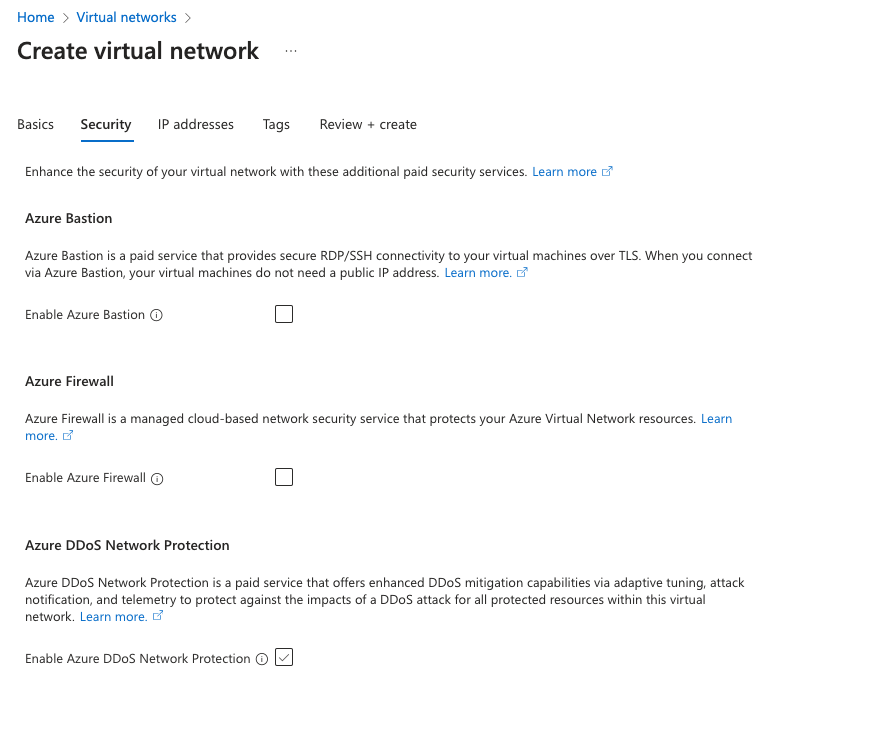 Home > Virtual networks >
Create virtual network ...
Basics Security IP addresses Tags Review + create
Enhance the security of your virtual network with these additional paid security services. Learn more
Azure Bastion
Azure Bastion is a paid service that provides secure RDP/SSH connectivity to your virtual machines over TLS. When you connect
via Azure Bastion, your virtual machines do not need a public IP address. Learn more.
Enable Azure Bastion
Azure Firewall
Azure Firewall is a managed cloud-based network security service that protects your Azure Virtual Network resources. Learn
more.
Enable Azure Firewall
Azure DDoS Network Protection
Azure DDoS Network Protection is a paid service that offers enhanced DDoS mitigation capabilities via adaptive tuning, attack
notification, and telemetry to protect against the impacts of a DDoS attack for all protected resources within this virtual
network. Learn more.
Enable Azure DDoS Network Protection